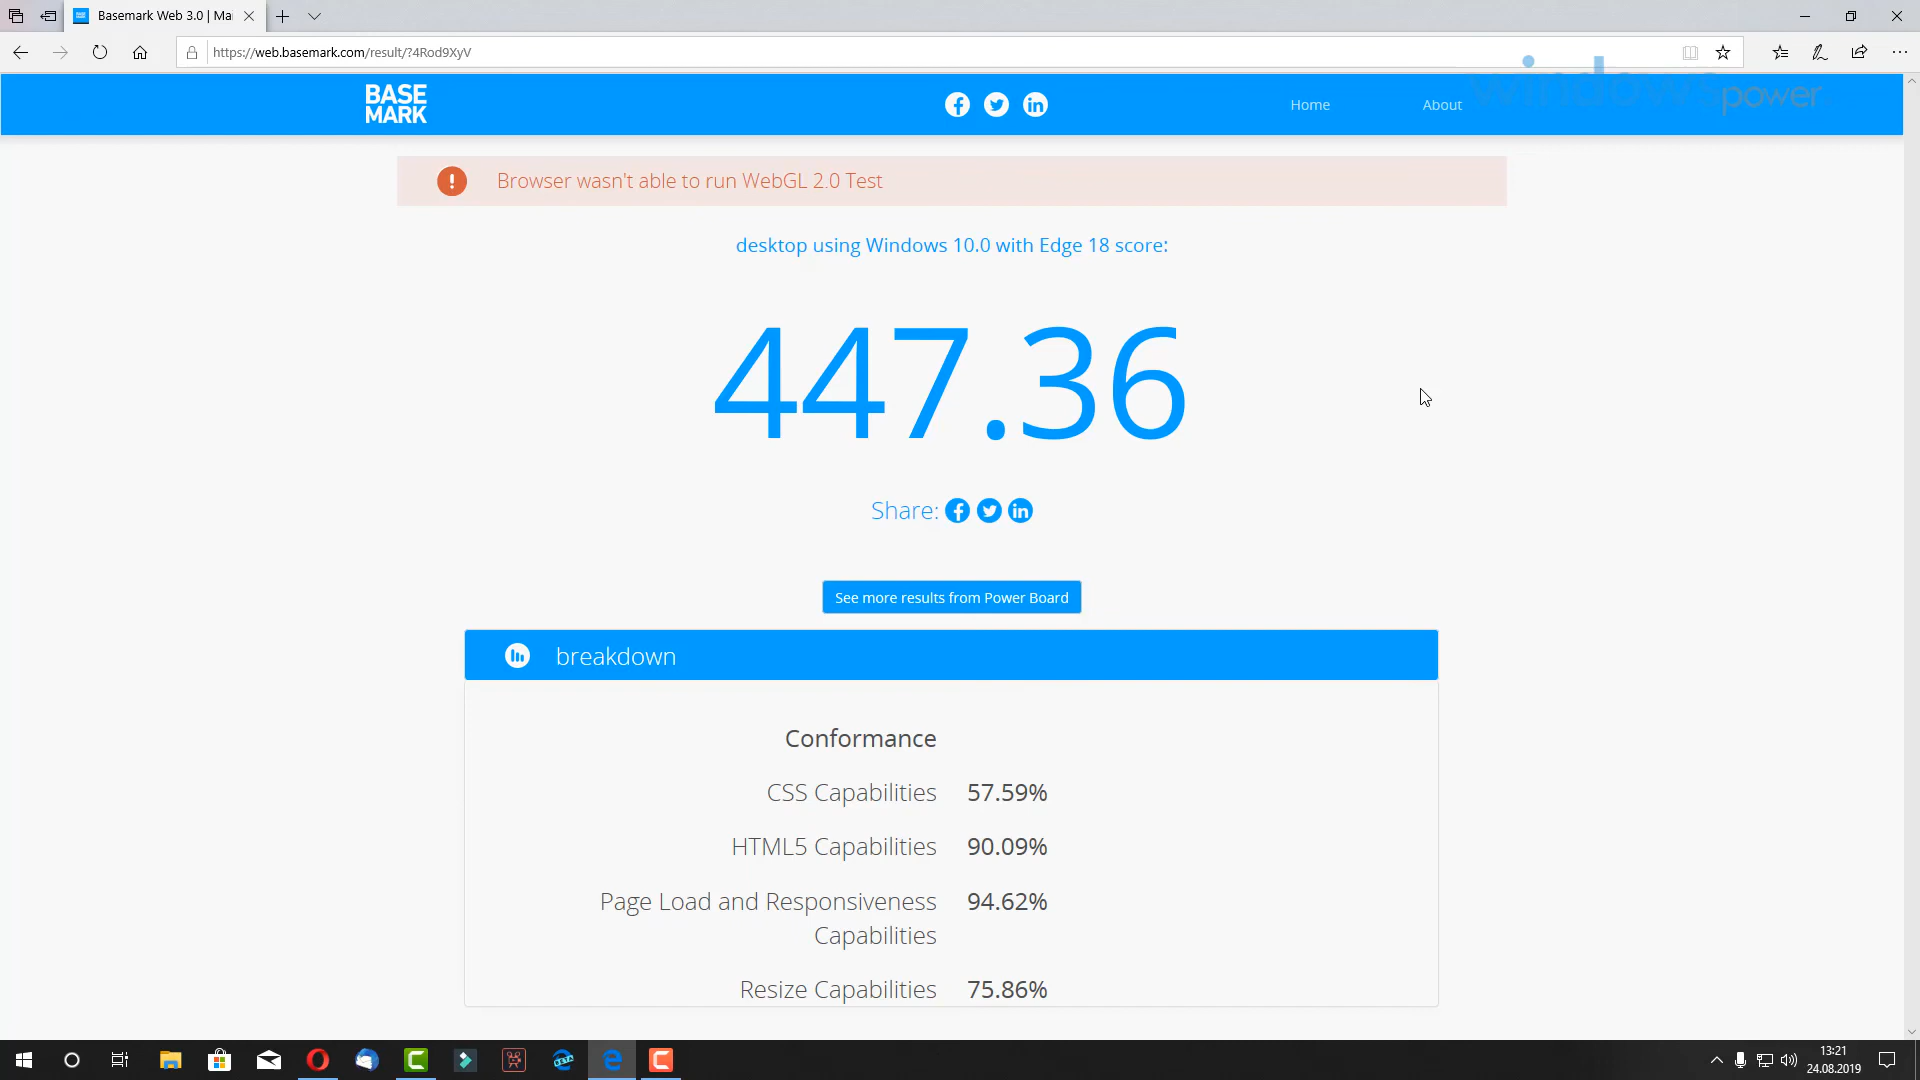 Basemark Web 3.0 | Ma
https://web.basemark.com/result/?4Rod9XyV
BASE
MARK
Home
About
windowspower
Browser wasn't able to run WebGL 2.0 Test
desktop using Windows 10.0 with Edge 18 score:
447.36
Share:
See more results from Power Board
breakdown
Conformance
CSS Capabilities 57.59%
HTML5 Capabilities 90.09%
Page Load and Responsiveness 94.62%
Capabilities
Resize Capabilities 75.86%
BETA
13:21
24.08.2019